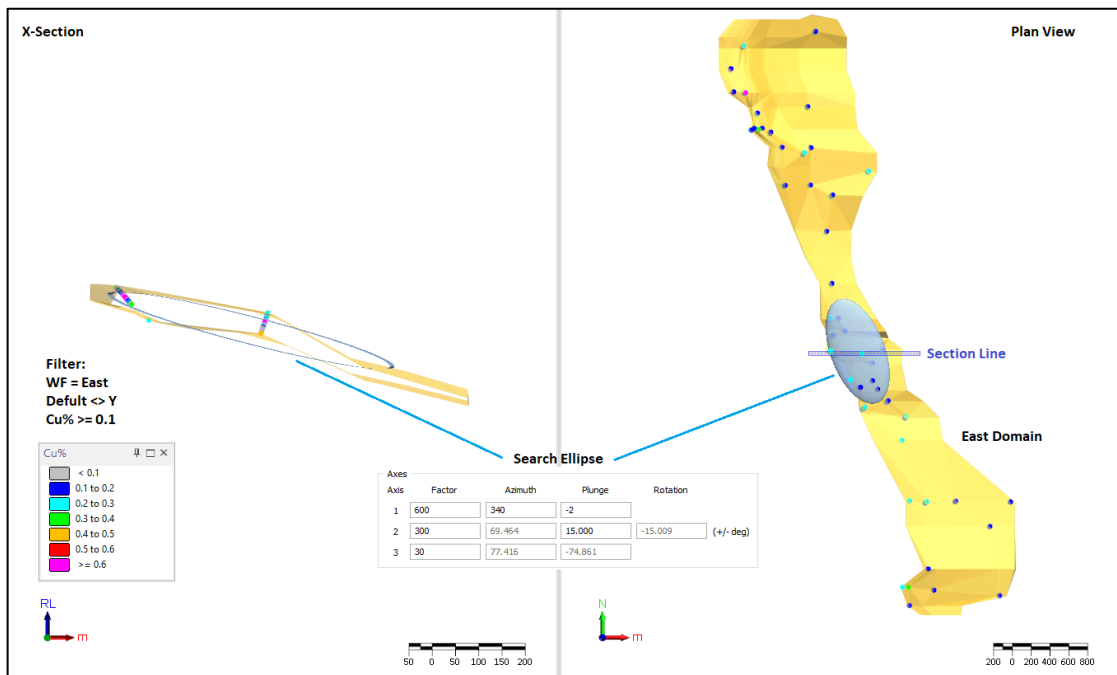 X-Section
Plan View
Section Line
Filter:
WF = East
Defult <> Y
Cu% >= 0.1
East Domain
Cu%
< 0.1
0.1 to 0.2
0.2 to 0.3
0.3 to 0.4
0.4 to 0.5
0.5 to 0.6
>= 0.6
Search Ellipse
Axes
Axis Factor Azimuth Plunge Rotation
1 600 340 -2
2 300 69.464 15.000 -15.009 (+/- deg)
3 30 77.416 -74.861
RL
m
50 0 50 100 150 200
N
m
200 0 200 400 600 800